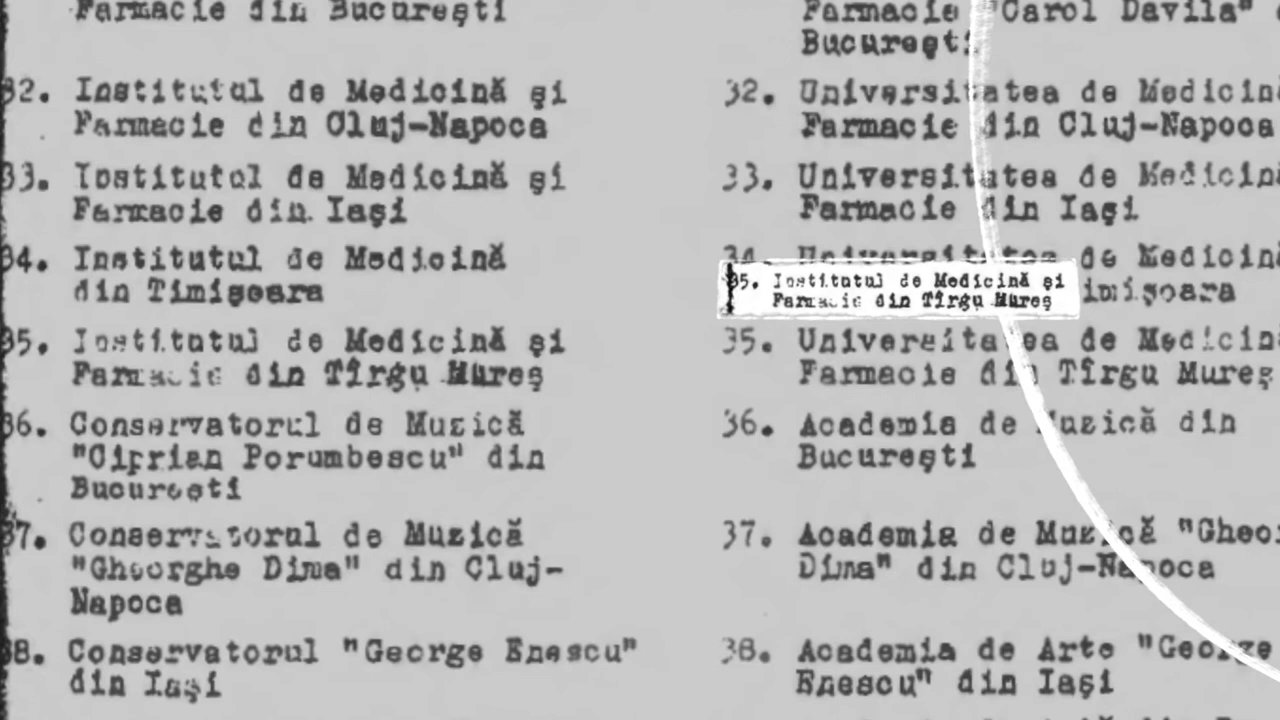 Farmacie din Bucureşti
32. Institutul de Medicină şi
Farmacie din Cluj-Napoca
33. Institutul de Medicină şi
Farmacie din Iaşi
34. Institutul de Medicină
din Timişoara
35. Institutul de Medicină şi
Farmacie din Tîrgu Mureş
36. Conservatorul de Muzică
"Ciprian Porumbescu" din
Bucureşti
37. Conservatorul de Muzică
"Gheorghe Dima" din Cluj-
Napoca
38. Conservatorul "George Enescu"
din Iaşi
Farmacie "Carol Davila"
Bucureşti
32. Universitatea de Medicină
Farmacie din Cluj-Napoca
33. Universitatea de Medicină
Farmacie din Iaşi
34. Universitatea de Medicină
35. Institutul de Medicină şi
Farmacie din Tîrgu Mureş
imişoara
35. Universitatea de Medicină
Farmacie din Tîrgu Mureş
36. Academia de Muzică din
Bucureşti
37. Academia de Muzică "Gheor
Dima" din Cluj-Napoca
38. Academia de Arte "George
Enescu" din Iaşi